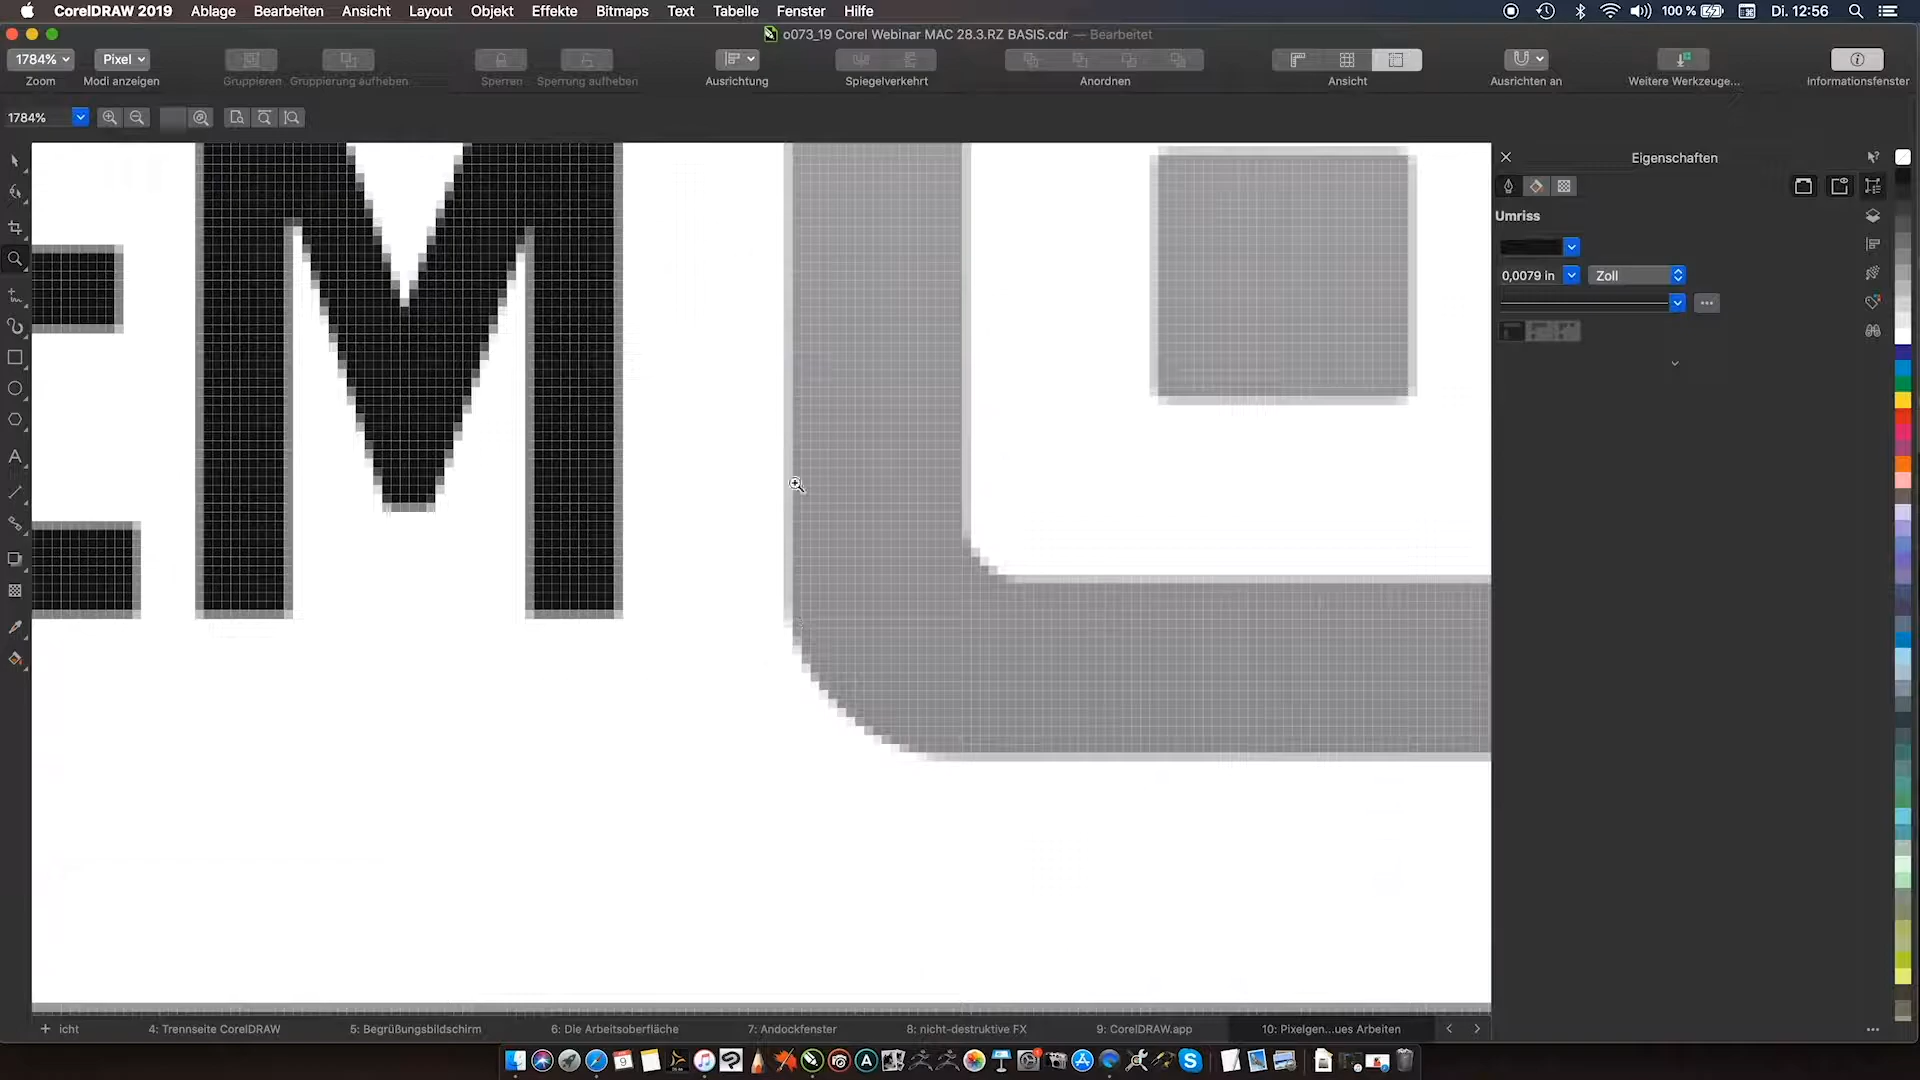 CorelDRAW 2019 Ablage Bearbeiten Ansicht Layout Objekt Effekte Bitmaps Text Tabelle Fenster Hilfe 100 % Di. 12:56
o073_19 Corel Webinar MAC 28.3.RZ BASIS.cdr — Bearbeitet
1784% Pixel
Zoom Modi anzeigen Gruppieren Gruppierung aufheben Sperren Sperrung aufheben Ausrichtung Spiegelverkehrt Anordnen Ansicht Ausrichten an Weitere Werkzeuge... Informationsfenster
1784%
Eigenschaften
Umriss
0,0079 in Zoll
EM
icht 4: Trennseite CorelDRAW 5: Begrüßungsbildschirm 6: Die Arbeitsoberfläche 7: Andockfenster 8: nicht-destruktive FX 9: CorelDRAW.app 10: Pixelgen...ues Arbeiten